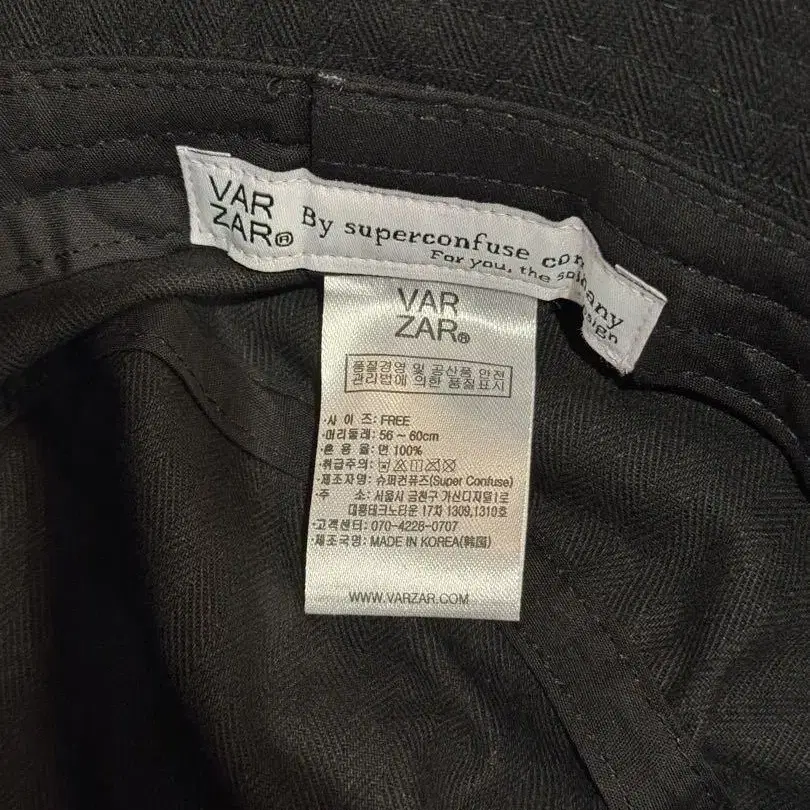 VAR
ZAR®
By superconfuse company
For you, the
VAR
ZAR®
품질경영 및 공산품 안전
관리법에 의한 품질표시
·사 이 즈: FREE
·머리둘레: 56 ~ 60cm
·혼 용 율: 면 100%
·취급주의:
·제조자명: 슈퍼컨퓨즈(Super Confuse)
·주 소: 서울시 금천구 가산디지털1로
대륭테크노타운 17차 1309,1310호
·고객센터: 070-4228-0707
·제조국명: MADE IN KOREA(韩国)
WWW.VARZAR.COM